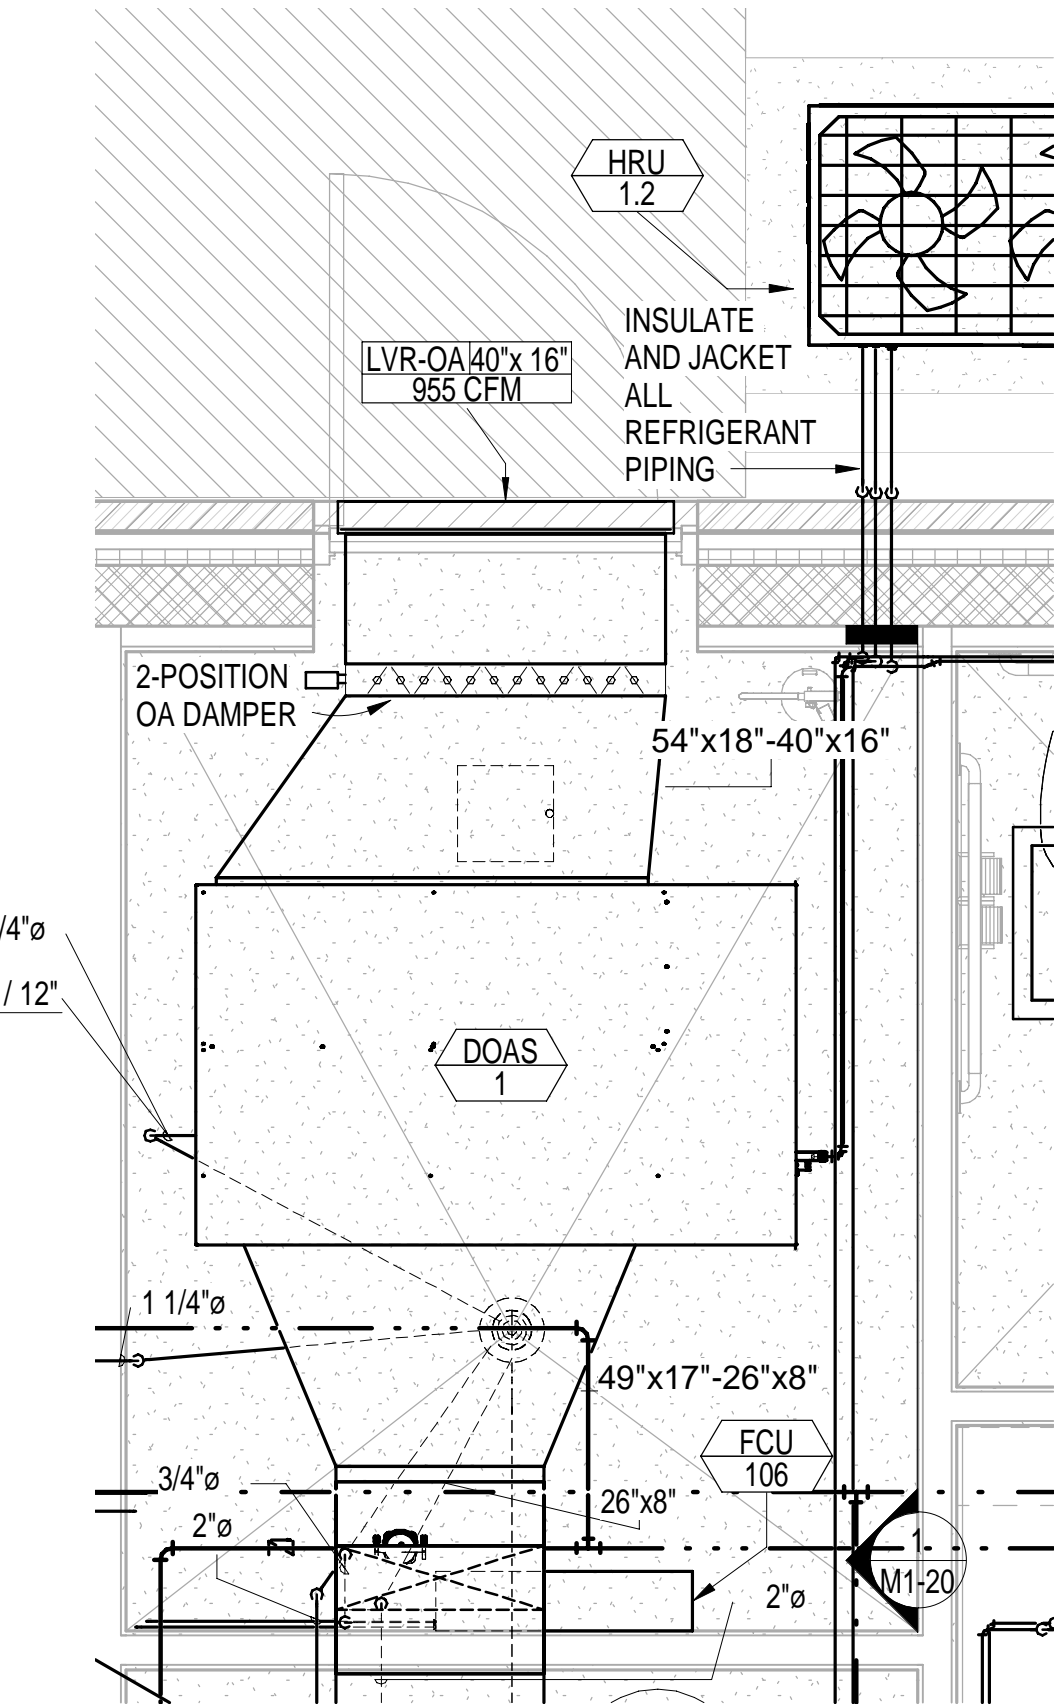 HRU
1.2
INSULATE
AND JACKET
ALL
REFRIGERANT
PIPING
LVR-OA 40"x 16"
955 CFM
2-POSITION
OA DAMPER
54"x18"-40"x16"
/4"ø
/ 12"
DOAS
1
1 1/4"ø
49"x17"-26"x8"
FCU
106
3/4"ø
26"x8"
2"ø
1
M1-20
2"ø